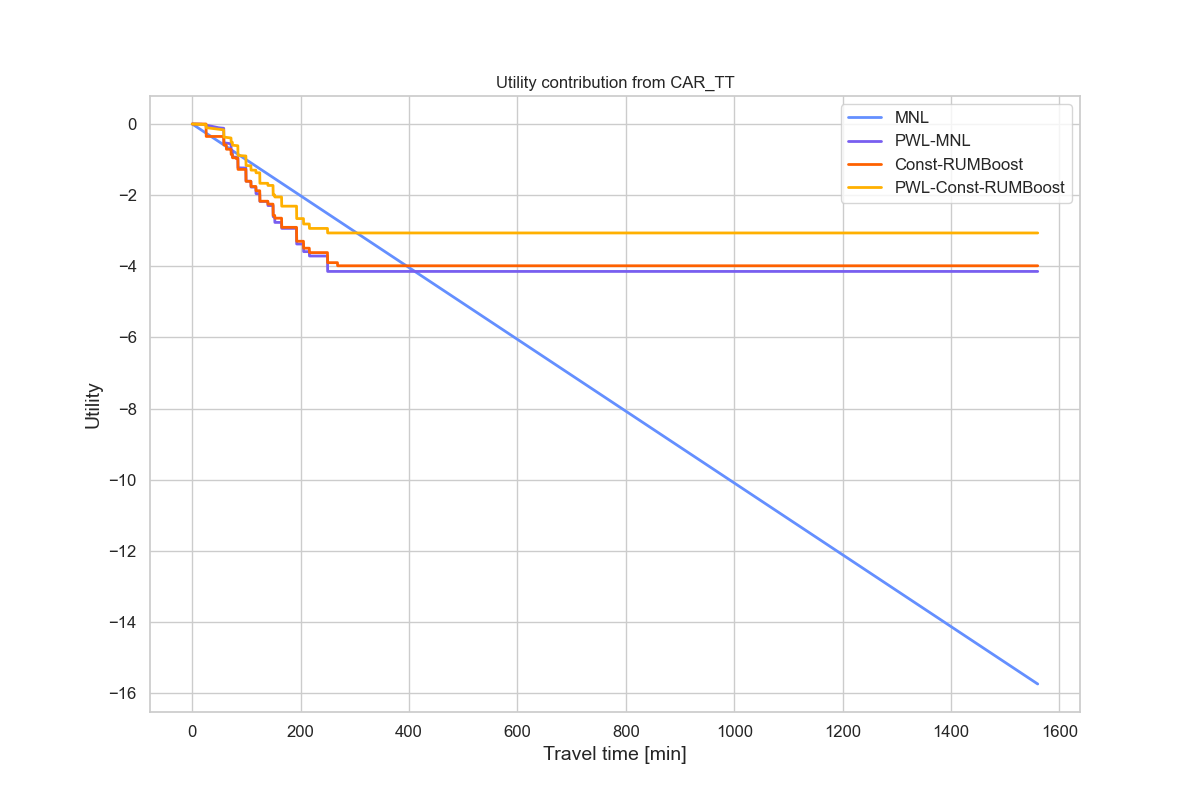 Utility contribution from CAR_TT
MNL
PWL-MNL
Const-RUMBoost
PWL-Const-RUMBoost
0
−2
−4
−6
−8
−10
−12
−14
−16
Utility
0 200 400 600 800 1000 1200 1400 1600
Travel time [min]